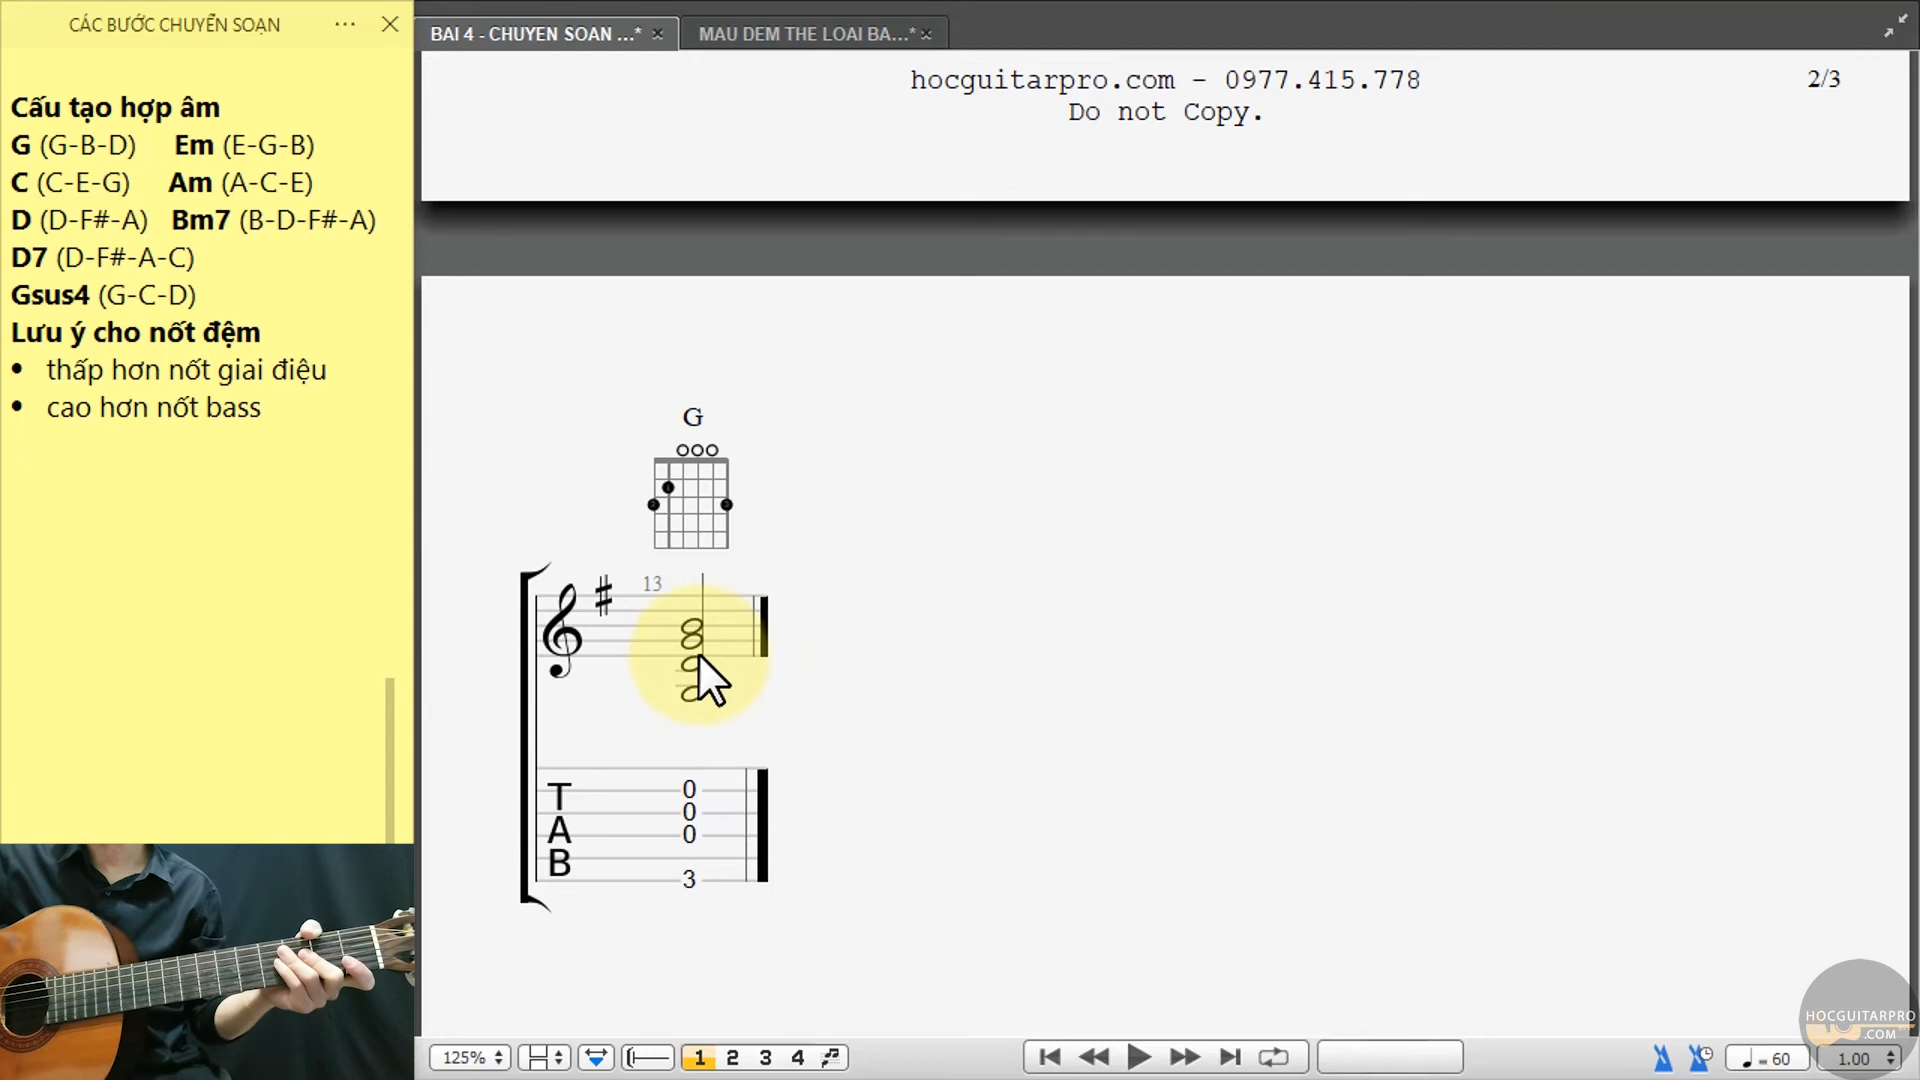 CÁC BƯỚC CHUYỂN SOẠN
Cấu tạo hợp âm
G (G-B-D) Em (E-G-B)
C (C-E-G) Am (A-C-E)
D (D-F#-A) Bm7 (B-D-F#-A)
D7 (D-F#-A-C)
Gsus4 (G-C-D)
Lưu ý cho nốt đệm
• thấp hơn nốt giai điệu
• cao hơn nốt bass
BAI 4 - CHUYEN SOAN ...*
MAU DEM THE LOAI BA...*
hocguitarpro.com - 0977.415.778
2/3
Do not Copy.
G
13
T
A
B
0
0
0
3
125%
1 2 3 4
= 60
1.00
HOCGUITARPRO
.COM